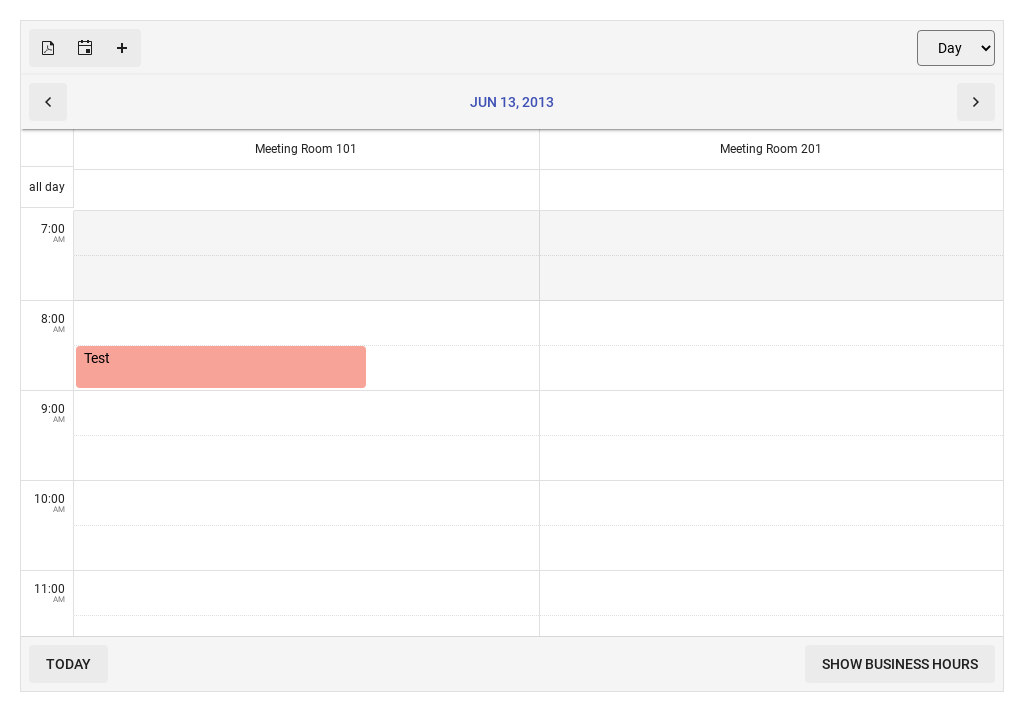 Day
JUN 13, 2013
Meeting Room 101
Meeting Room 201
all day
7:00
AM
8:00
AM
Test
9:00
AM
10:00
AM
11:00
AM
TODAY
SHOW BUSINESS HOURS